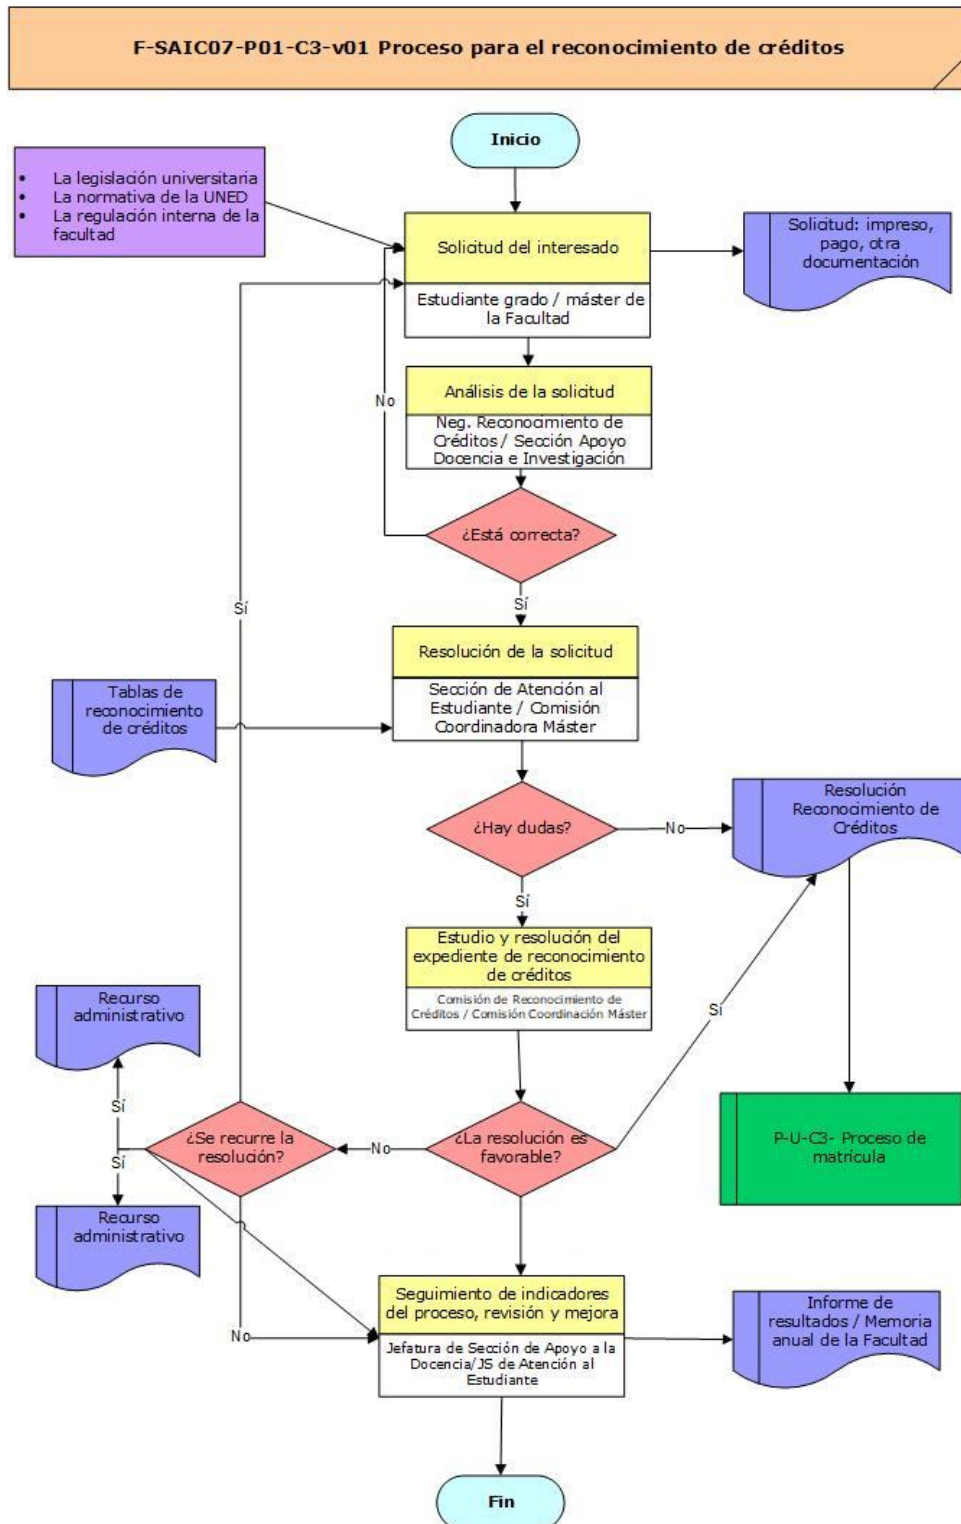 F-SAIC07-P01-C3-v01 Proceso para el reconocimiento de créditos
Inicio
• La legislación universitaria
• La normativa de la UNED
• La regulación interna de la
facultad
Solicitud del interesado
Estudiante grado / máster de
la Facultad
Solicitud: impreso,
pago, otra
documentación
Análisis de la solicitud
Neg. Reconocimiento de
Créditos / Sección Apoyo
Docencia e Investigación
No
¿Está correcta?
Sí
Sí
Resolución de la solicitud
Sección de Atención al
Estudiante / Comisión
Coordinadora Máster
Tablas de
reconocimiento
de créditos
¿Hay dudas?
No
Resolución
Reconocimiento de
Créditos
Sí
Estudio y resolución del
expediente de reconocimiento
de créditos
Comisión de Reconocimiento de
Créditos / Comisión Coordinación Máster
Sí
Recurso
administrativo
Sí
¿Se recurre la
resolución?
No
¿La resolución es
favorable?
P-U-C3- Proceso de
matrícula
Sí
Recurso
administrativo
Seguimiento de indicadores
del proceso, revisión y mejora
Jefatura de Sección de Apoyo a la
Docencia/JS de Atención al
Estudiante
No
Informe de
resultados / Memoria
anual de la Facultad
Fin